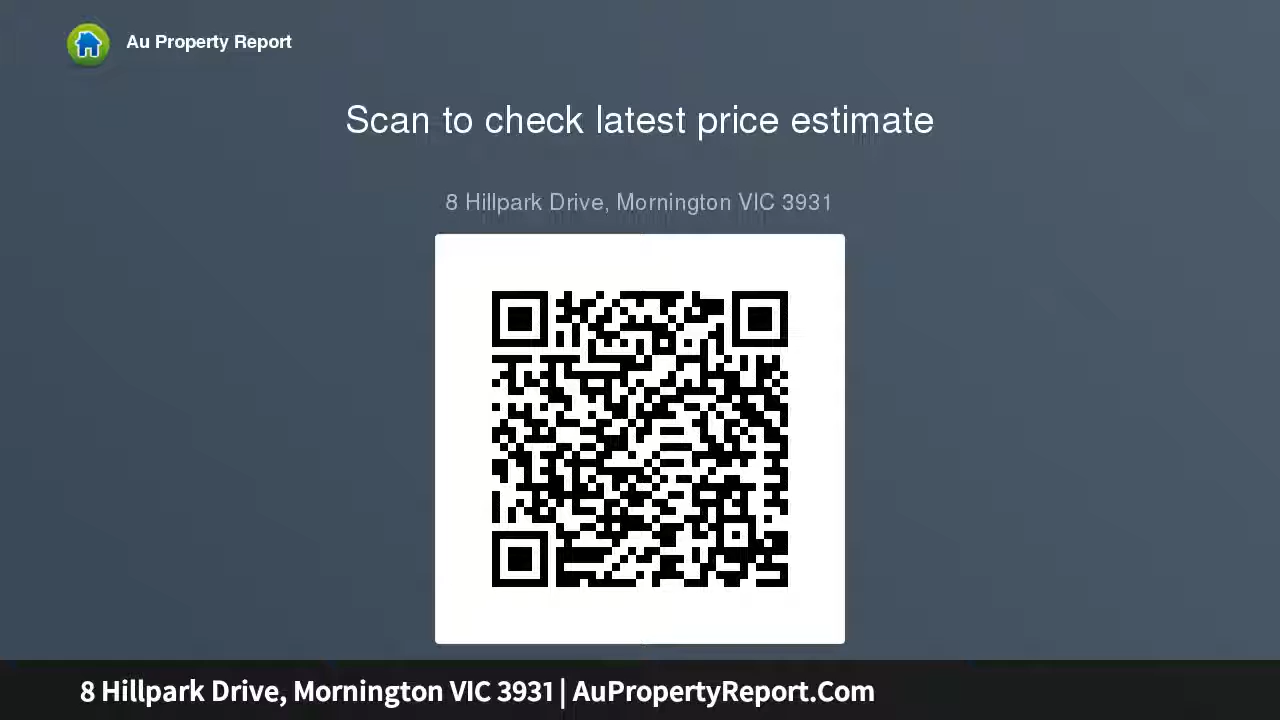 Au Property Report
Scan to check latest price estimate
8 Hillpark Drive, Mornington VIC 3931
8 Hillpark Drive, Mornington VIC 3931 | AuPropertyReport.Com